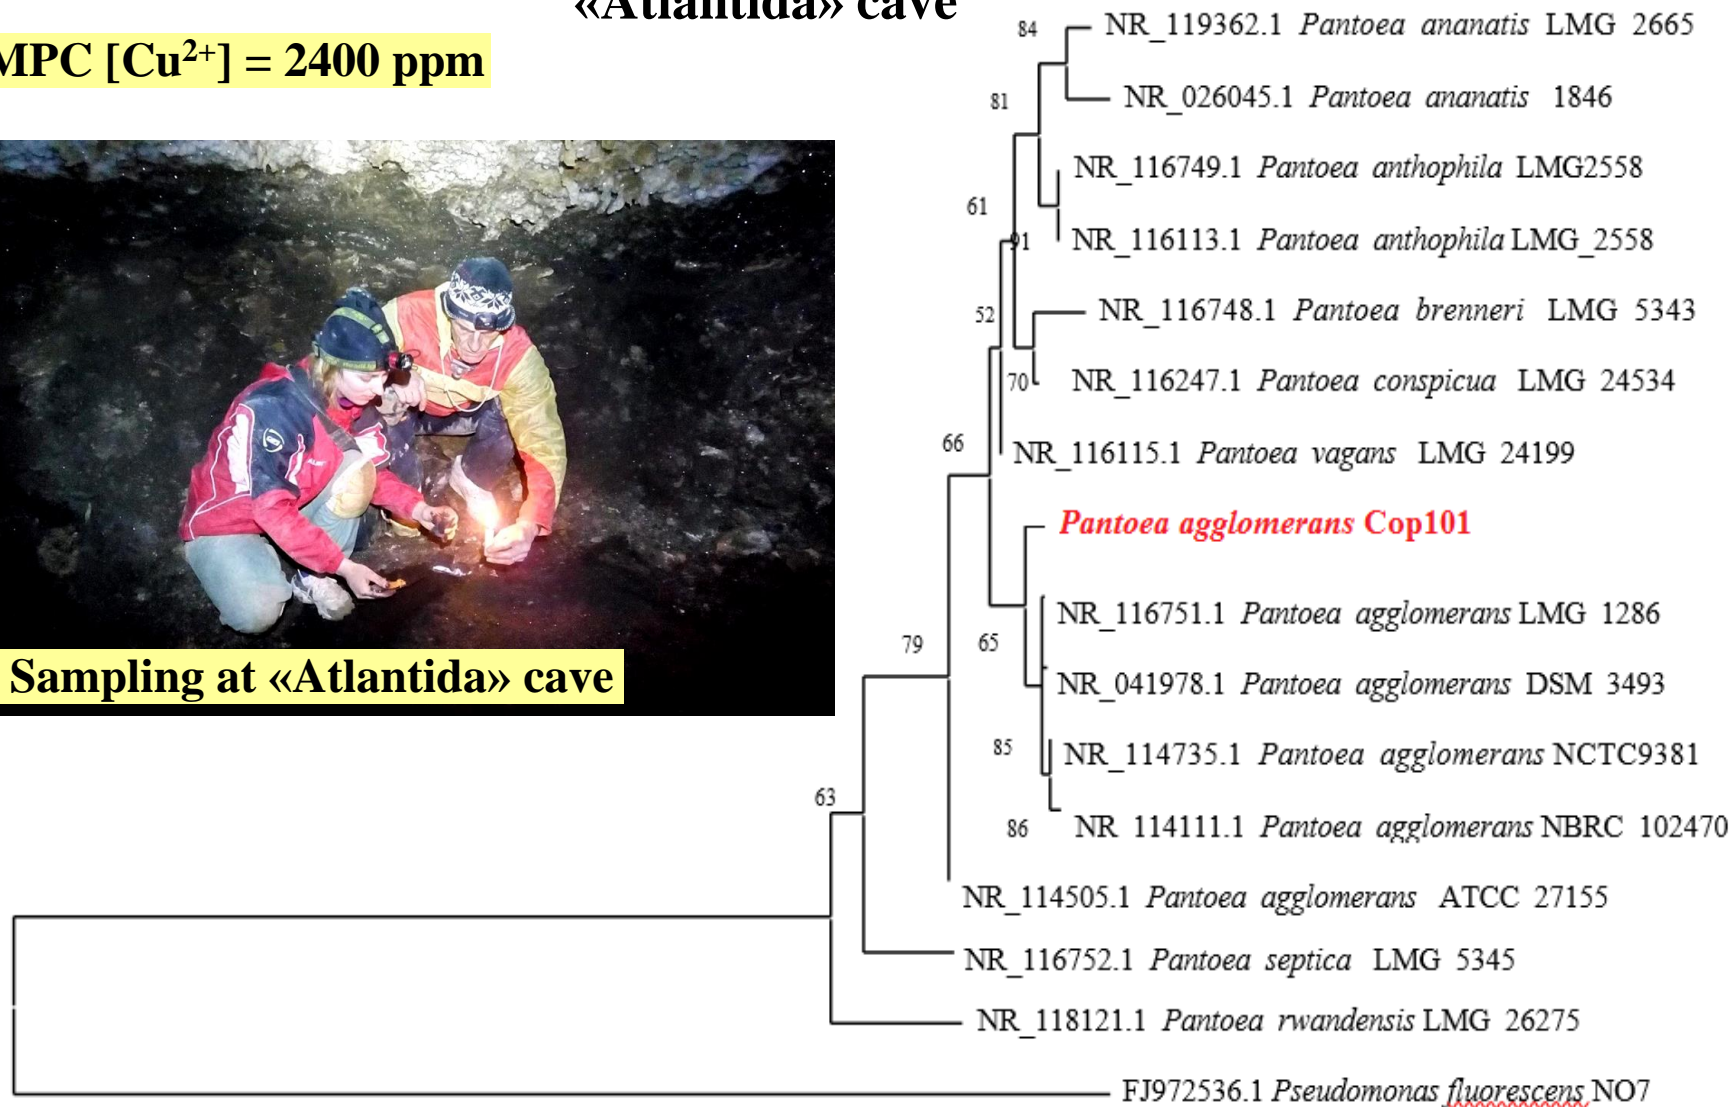 «Atlantida» cave
MPC [Cu²⁺] = 2400 ppm
Sampling at «Atlantida» cave
84
NR_119362.1 Pantoea ananatis LMG 2665
NR_026045.1 Pantoea ananatis 1846
81
NR_116749.1 Pantoea anthophila LMG2558
61
91
NR_116113.1 Pantoea anthophila LMG_2558
NR_116748.1 Pantoea brenneri LMG 5343
52
70
NR_116247.1 Pantoea conspicua LMG 24534
66
NR_116115.1 Pantoea vagans LMG 24199
Pantoea agglomerans Cop101
NR_116751.1 Pantoea agglomerans LMG 1286
79
65
NR_041978.1 Pantoea agglomerans DSM 3493
85
NR_114735.1 Pantoea agglomerans NCTC9381
63
86
NR 114111.1 Pantoea agglomerans NBRC 102470
NR_114505.1 Pantoea agglomerans ATCC 27155
NR_116752.1 Pantoea septica LMG 5345
NR_118121.1 Pantoea rwandensis LMG 26275
FJ972536.1 Pseudomonas fluorescens NO7